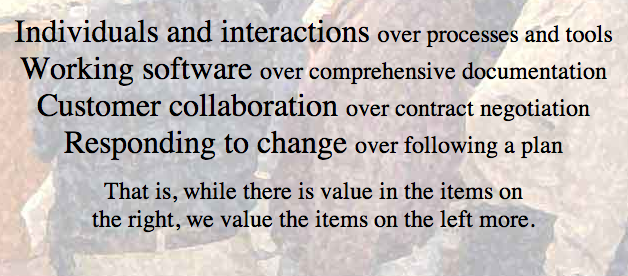 Individuals and interactions over processes and tools
Working software over comprehensive documentation
Customer collaboration over contract negotiation
Responding to change over following a plan
That is, while there is value in the items on
the right, we value the items on the left more.